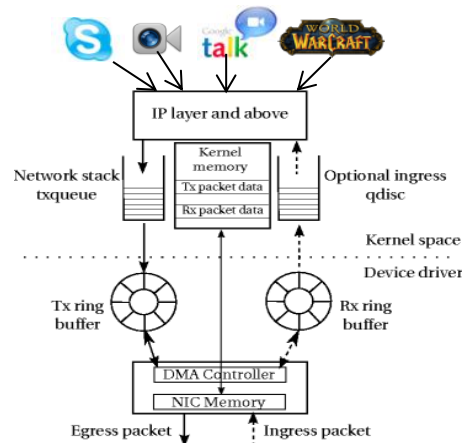 S
Google
talk
WORLD
OF
WARCRAFT
IP layer and above
Network stack
txqueue
Kernel
memory
Tx packet data
Rx packet data
Optional ingress
qdisc
Kernel space
Device driver
Tx ring
buffer
Rx ring
buffer
DMA Controller
NIC Memory
Egress packet
Ingress packet